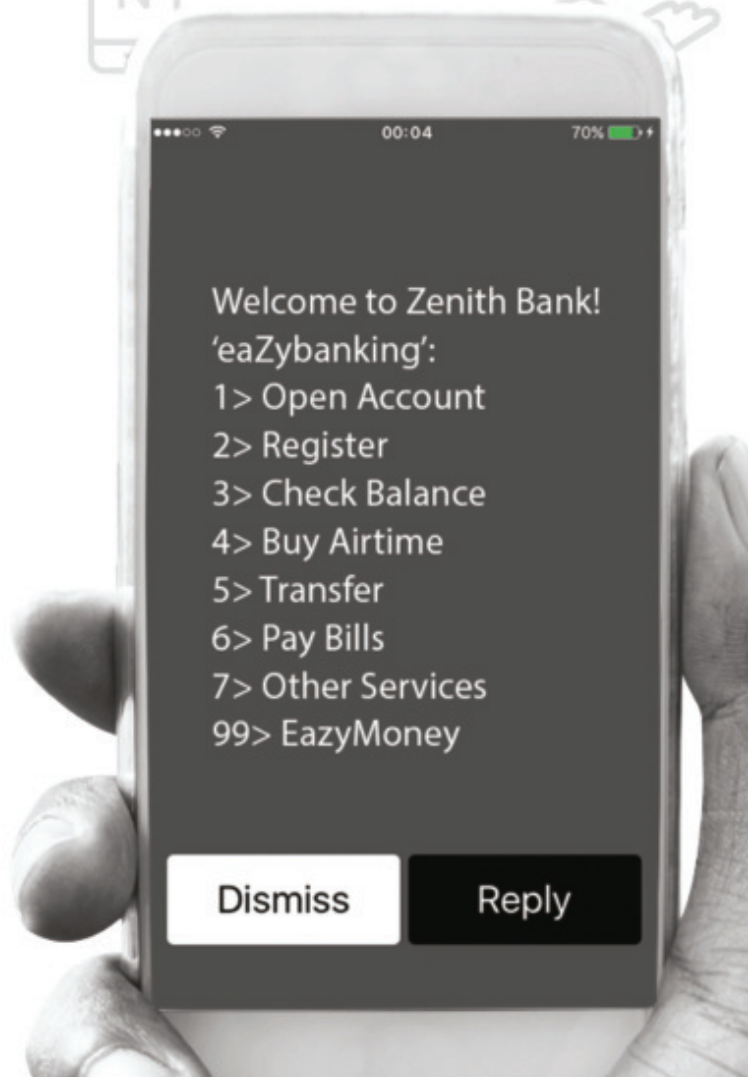 00:04
70%
Welcome to Zenith Bank!
‘eaZybanking’:
1> Open Account
2> Register
3> Check Balance
4> Buy Airtime
5> Transfer
6> Pay Bills
7> Other Services
99> EazyMoney
Dismiss
Reply